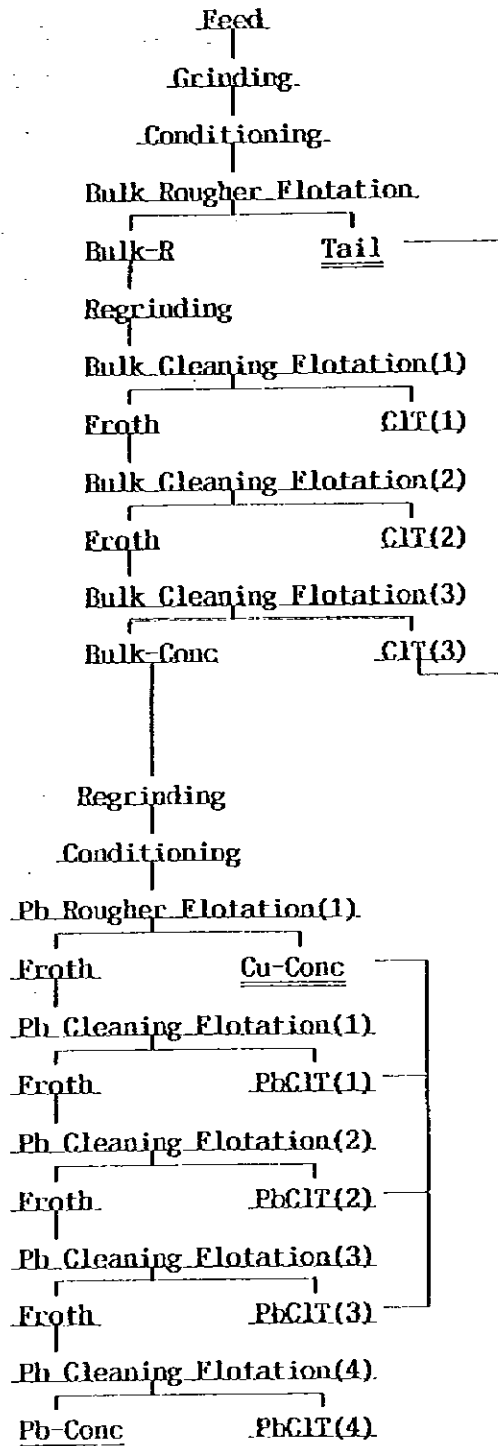 Feed
Grinding
Conditioning
Bulk Rougher Flotation
Bulk-R Tail
Regrinding
Bulk Cleaning Flotation(1)
Froth ClT(1)
Bulk Cleaning Flotation(2)
Froth ClT(2)
Bulk Cleaning Flotation(3)
Bulk-Conc ClT(3)
Regrinding
Conditioning
Pb Rougher Flotation(1)
Froth Cu-Conc
Pb Cleaning Flotation(1)
Froth PbClT(1)
Pb Cleaning Flotation(2)
Froth PbClT(2)
Pb Cleaning Flotation(3)
Froth PbClT(3)
Pb Cleaning Flotation(4)
Pb-Conc PbClT(4)